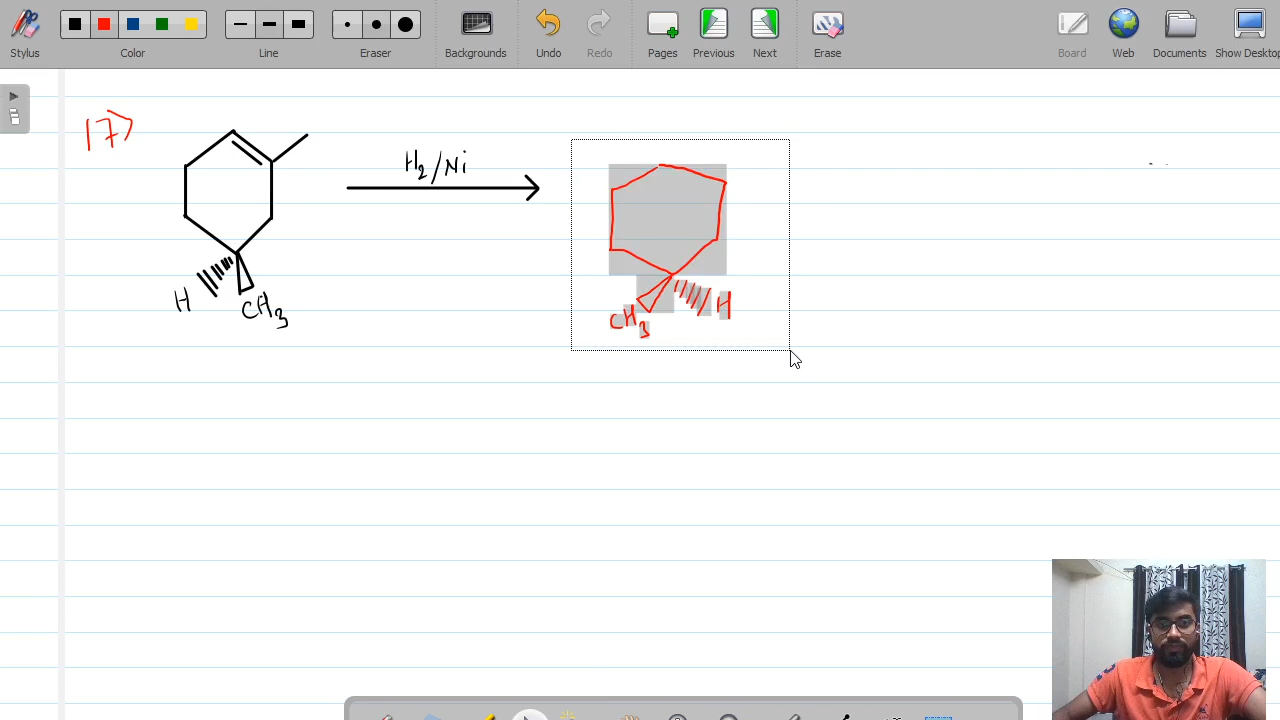 Stylus
Color
Line
Eraser
Backgrounds
Undo
Redo
Pages
Previous
Next
Erase
Board
Web
Documents
Show Desktop
17)
H2/Ni
H
CH3
CH3
H